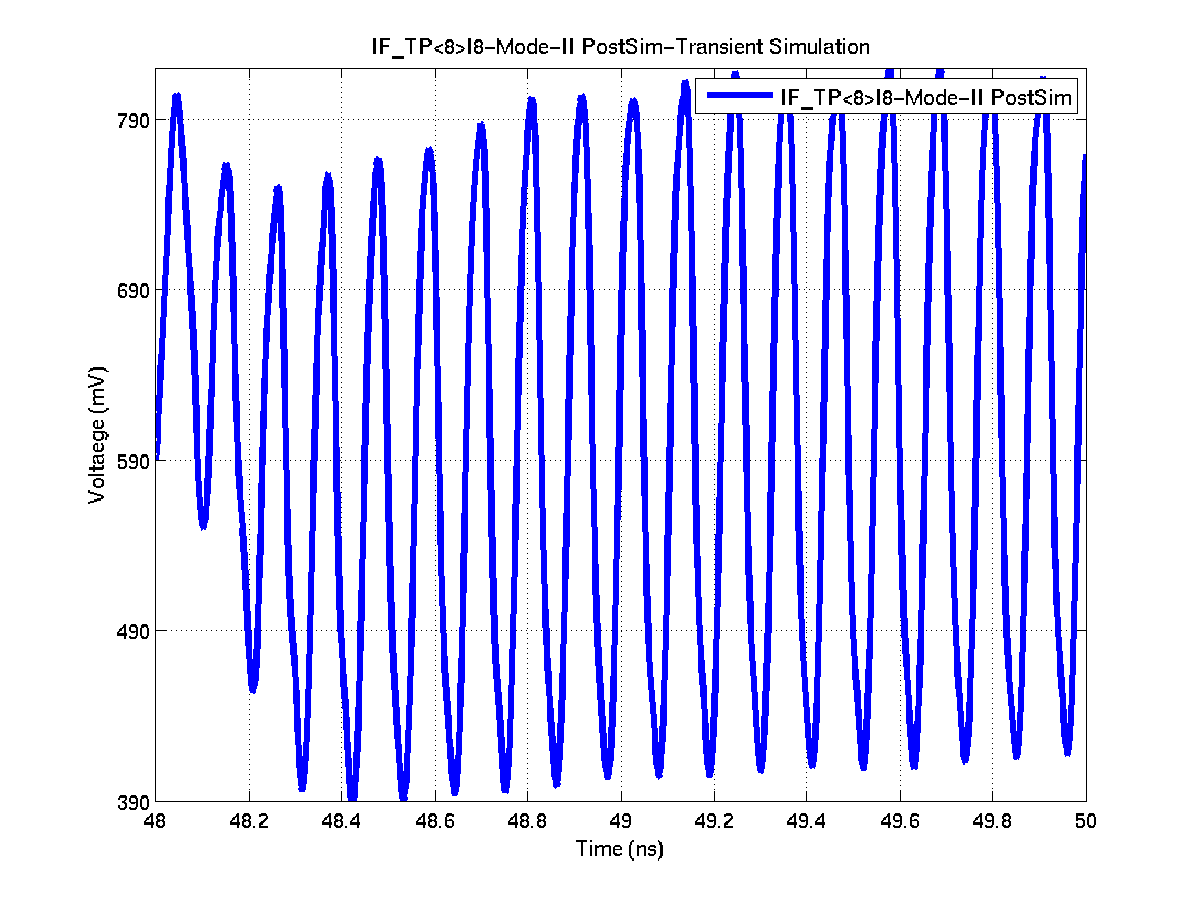 IF_TP<8>I8-Mode-II PostSim-Transient Simulation
IF_TP<8>I8-Mode-II PostSim
790
690
590
490
390
Voltaege (mV)
48 48.2 48.4 48.6 48.8 49 49.2 49.4 49.6 49.8 50
Time (ns)